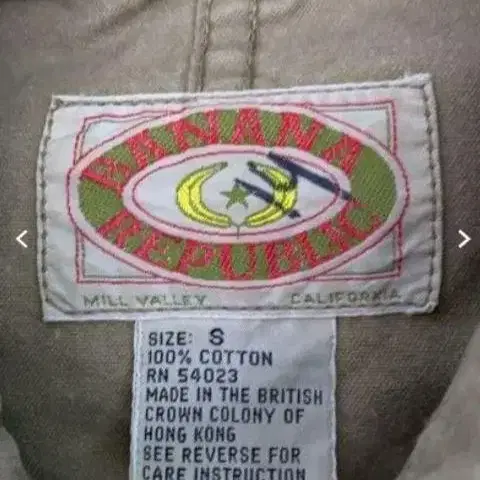 BANANA
REPUBLIC
MILL VALLEY CALIFORNIA
SIZE: S
100% COTTON
RN 54023
MADE IN THE BRITISH
CROWN COLONY OF
HONG KONG
SEE REVERSE FOR
CARE INSTRUCTION